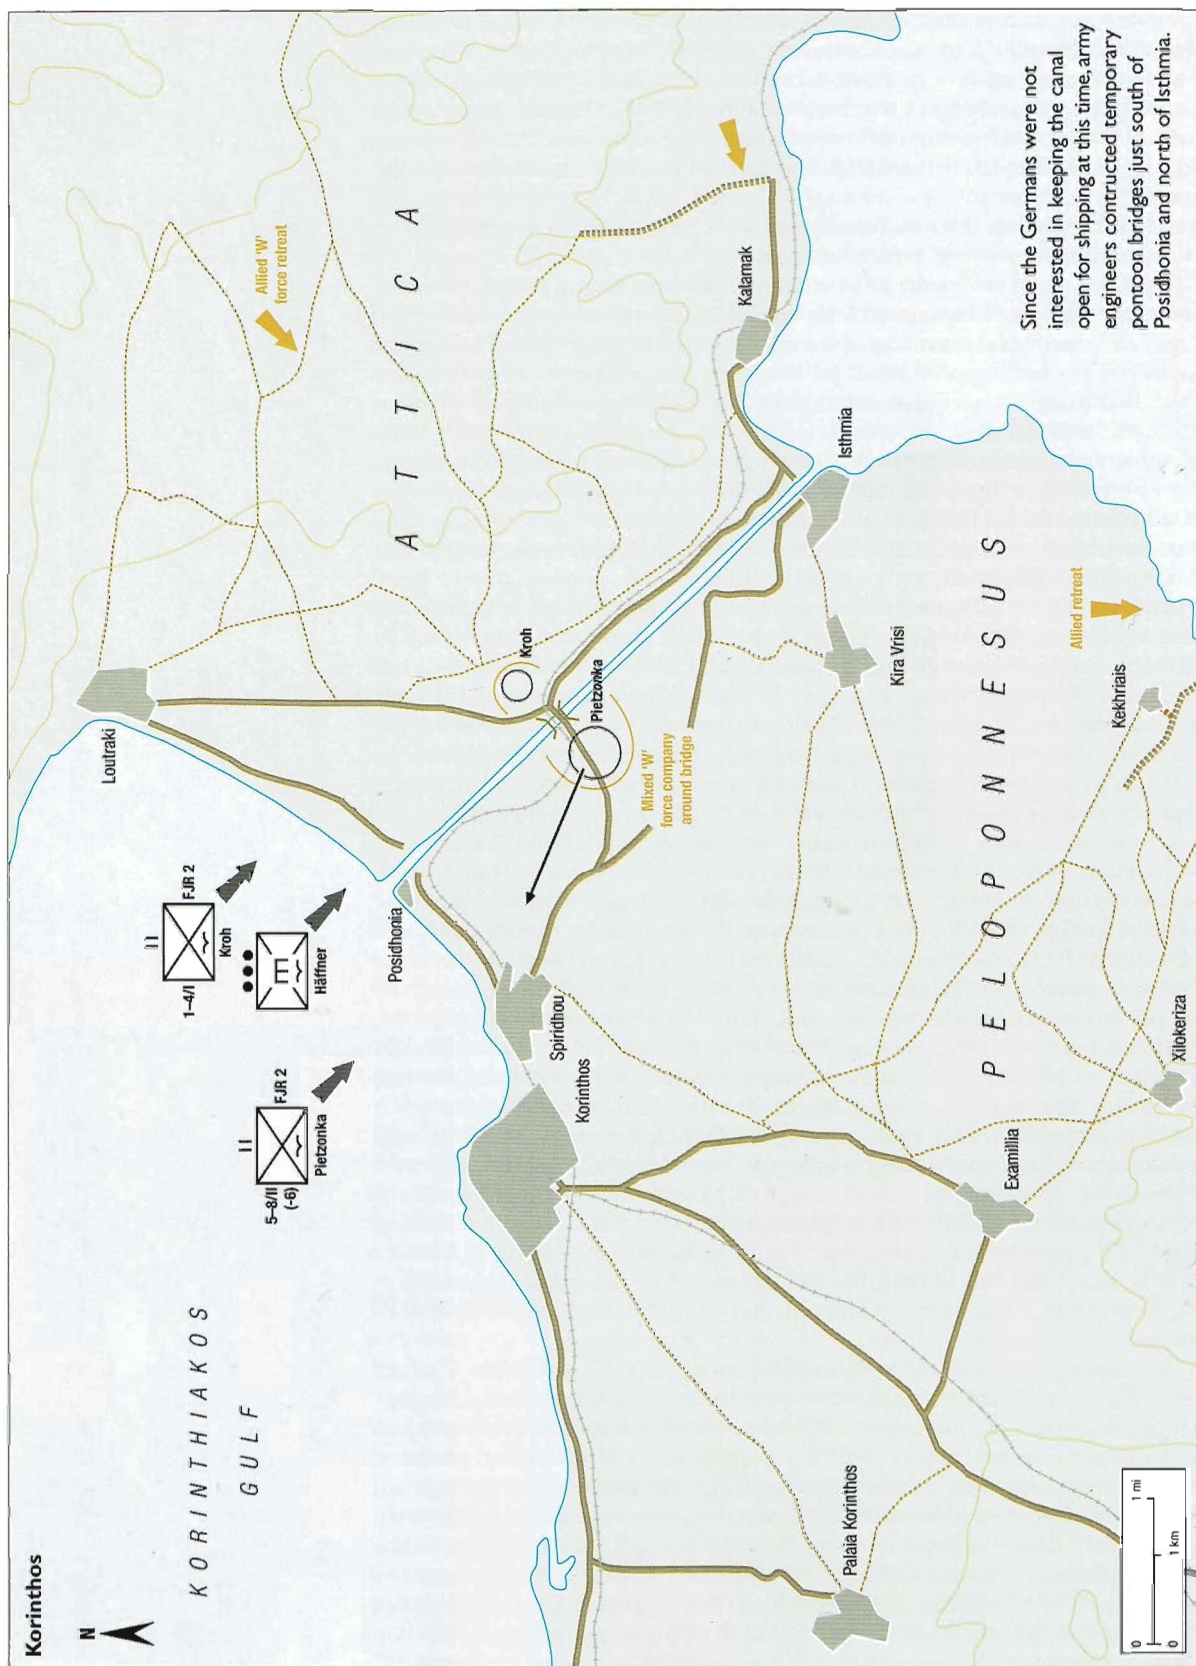 Korinthos
N
KORINTHIAKOS
GULF
1–4/I
FJR 2
Kroh
Häffner
5–8/II
(-6)
FJR 2
Pietzonka
Loutraki
Allied 'W'
force retreat
ATTICA
Posidhonia
Kroh
Pietzonka
Kalamak
Spiridhou
Korinthos
Mixed 'W'
force company
around bridge
Isthmia
Kira Vrisi
PELOPONNESUS
Palaia Korinthos
Examillia
Xilokeriza
Kekhriais
Allied retreat
Since the Germans were not
interested in keeping the canal
open for shipping at this time, army
engineers contructed temporary
pontoon bridges just south of
Posidhonia and north of Isthmia.
0
1 mi
0
1 km